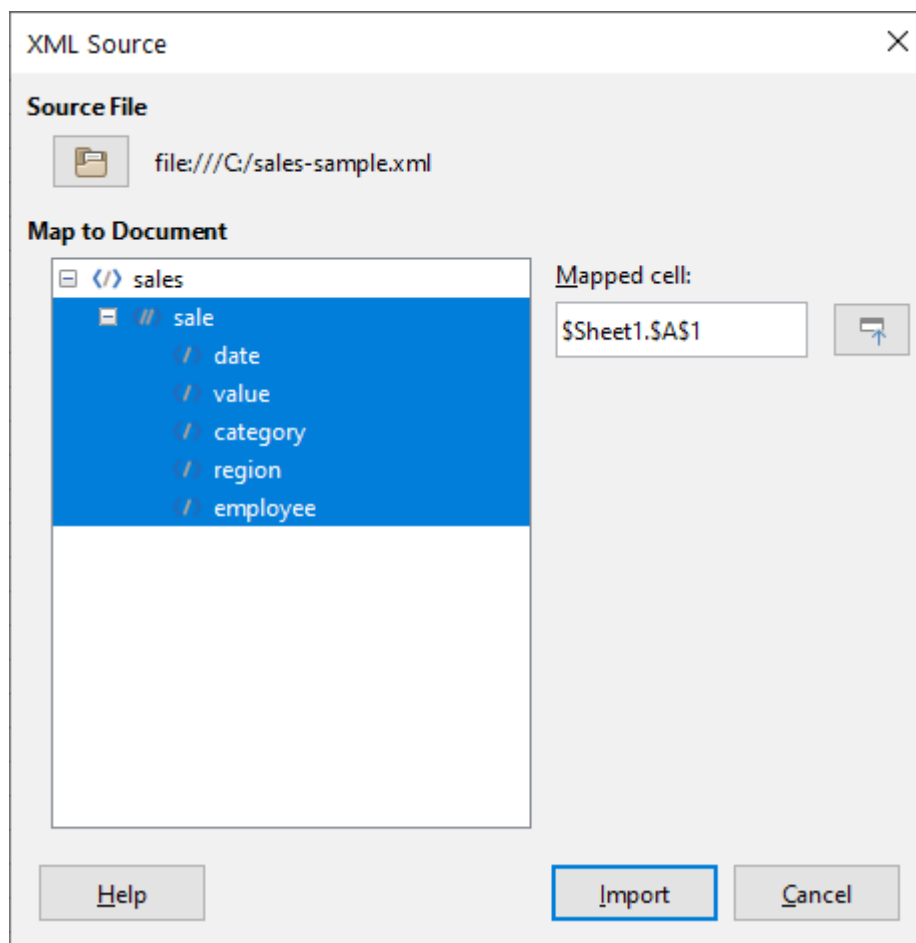 XML Source
Source File
file:///C:/sales-sample.xml
Map to Document
sales
sale
date
value
category
region
employee
Mapped cell:
$Sheet1.$A$1
Help
Import
Cancel